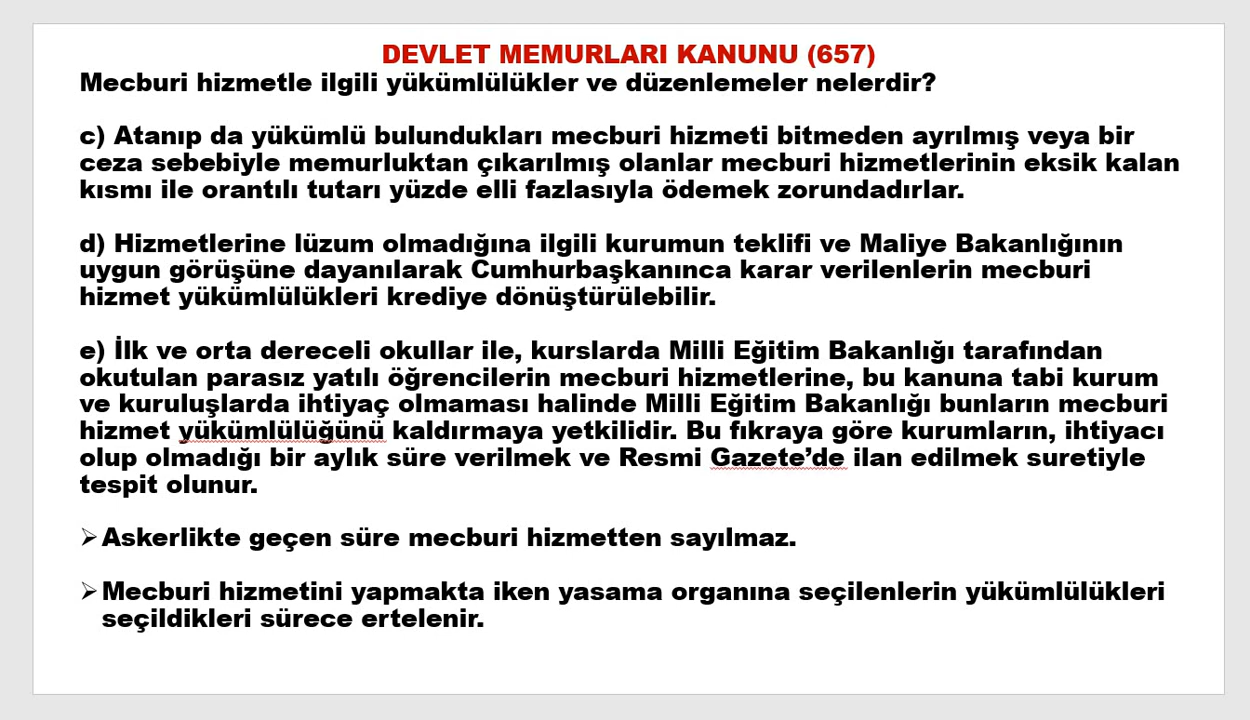 DEVLET MEMURLARI KANUNU (657)
Mecburi hizmetle ilgili yükümlülükler ve düzenlemeler nelerdir?
c) Atanıp da yükümlü bulundukları mecburi hizmeti bitmeden ayrılmış veya bir
ceza sebebiyle memurluktan çıkarılmış olanlar mecburi hizmetlerinin eksik kalan
kısmı ile orantılı tutarı yüzde elli fazlasıyla ödemek zorundadırlar.
d) Hizmetlerine lüzum olmadığına ilgili kurumun teklifi ve Maliye Bakanlığının
uygun görüşüne dayanılarak Cumhurbaşkanınca karar verilenlerin mecburi
hizmet yükümlülükleri krediye dönüştürülebilir.
e) İlk ve orta dereceli okullar ile, kurslarda Milli Eğitim Bakanlığı tarafından
okutulan parasız yatılı öğrencilerin mecburi hizmetlerine, bu kanuna tabi kurum
ve kuruluşlarda ihtiyaç olmaması halinde Milli Eğitim Bakanlığı bunların mecburi
hizmet yükümlülüğünü kaldırmaya yetkilidir. Bu fıkraya göre kurumların, ihtiyacı
olup olmadığı bir aylık süre verilmek ve Resmi Gazete’de ilan edilmek suretiyle
tespit olunur.
➢ Askerlikte geçen süre mecburi hizmetten sayılmaz.
➢ Mecburi hizmetini yapmakta iken yasama organına seçilenlerin yükümlülükleri
seçildikleri sürece ertelenir.